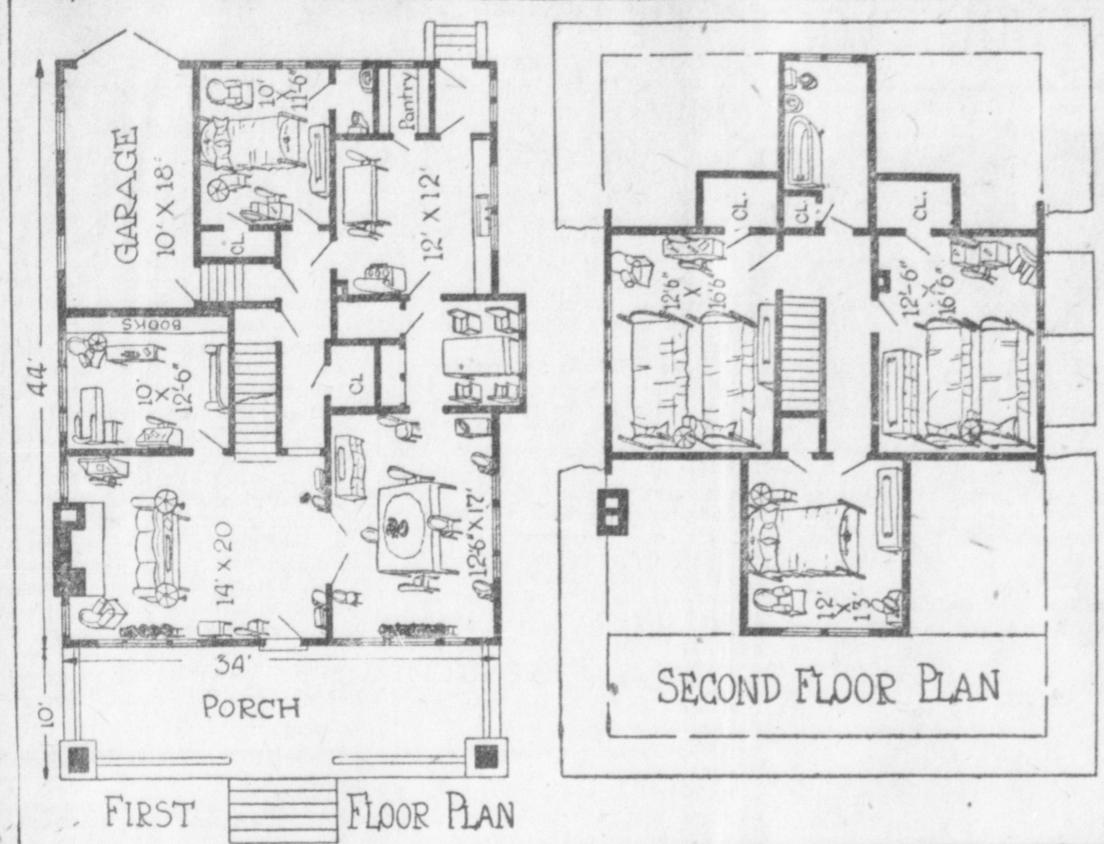 GARAGE
10' X 18'
10'
X
11'-6"
Pantry
CL.
12' X 12'
BOOKS
44'
10'
X
12'-6"
CL
14' X 20
12'-6" X 17'
34'
PORCH
10'
FIRST FLOOR PLAN
CL.
CL.
CL.
12'6"
X
16'6"
12'-6"
X
16'6"
12'
X
13'
SECOND FLOOR PLAN